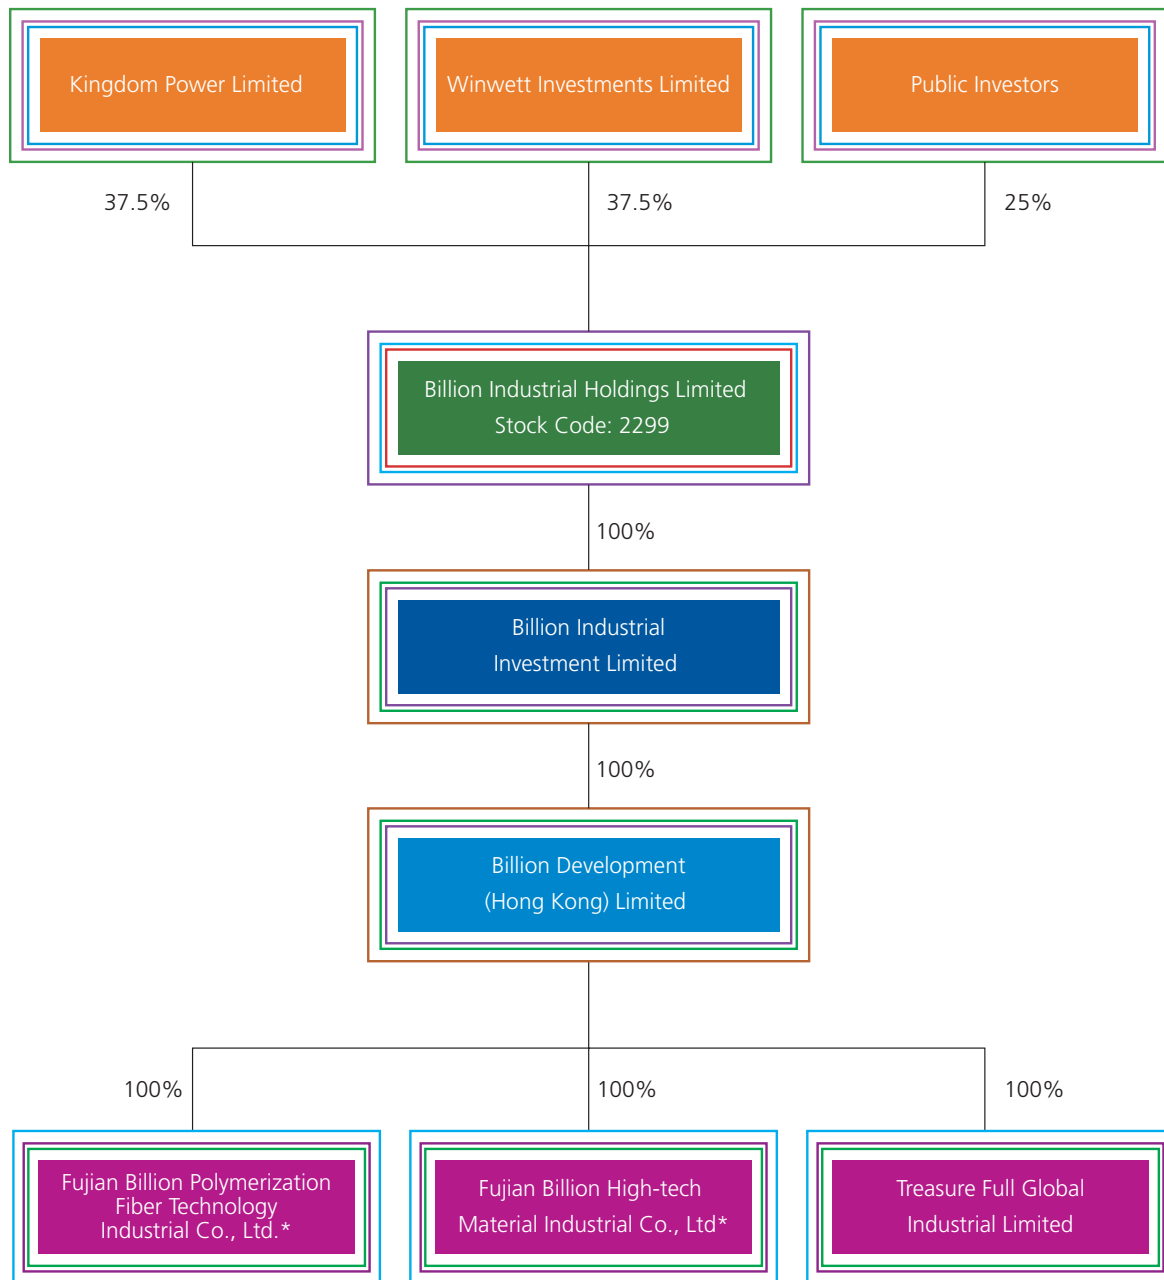 Kingdom Power Limited
Winwett Investments Limited
Public Investors
37.5%
37.5%
25%
Billion Industrial Holdings Limited
Stock Code: 2299
100%
Billion Industrial
Investment Limited
100%
Billion Development
(Hong Kong) Limited
100%
100%
100%
Fujian Billion Polymerization
Fiber Technology
Industrial Co., Ltd.*
Fujian Billion High-tech
Material Industrial Co., Ltd*
Treasure Full Global
Industrial Limited